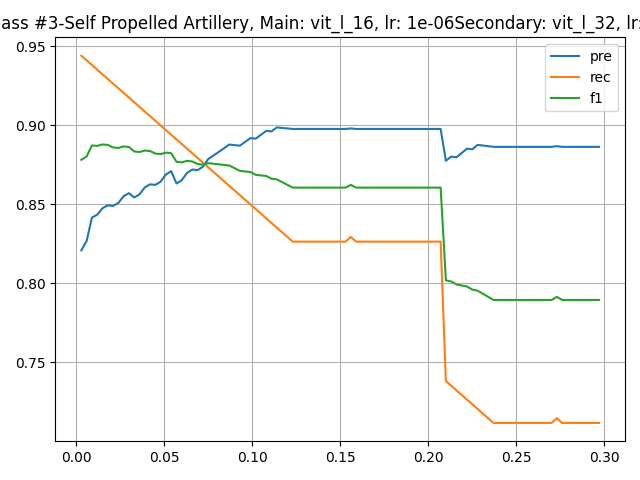 ass #3-Self Propelled Artillery, Main: vit_l_16, lr: 1e-06Secondary: vit_l_32, lr:
0.95
0.90
0.85
0.80
0.75
pre
rec
f1
0.00 0.05 0.10 0.15 0.20 0.25 0.30